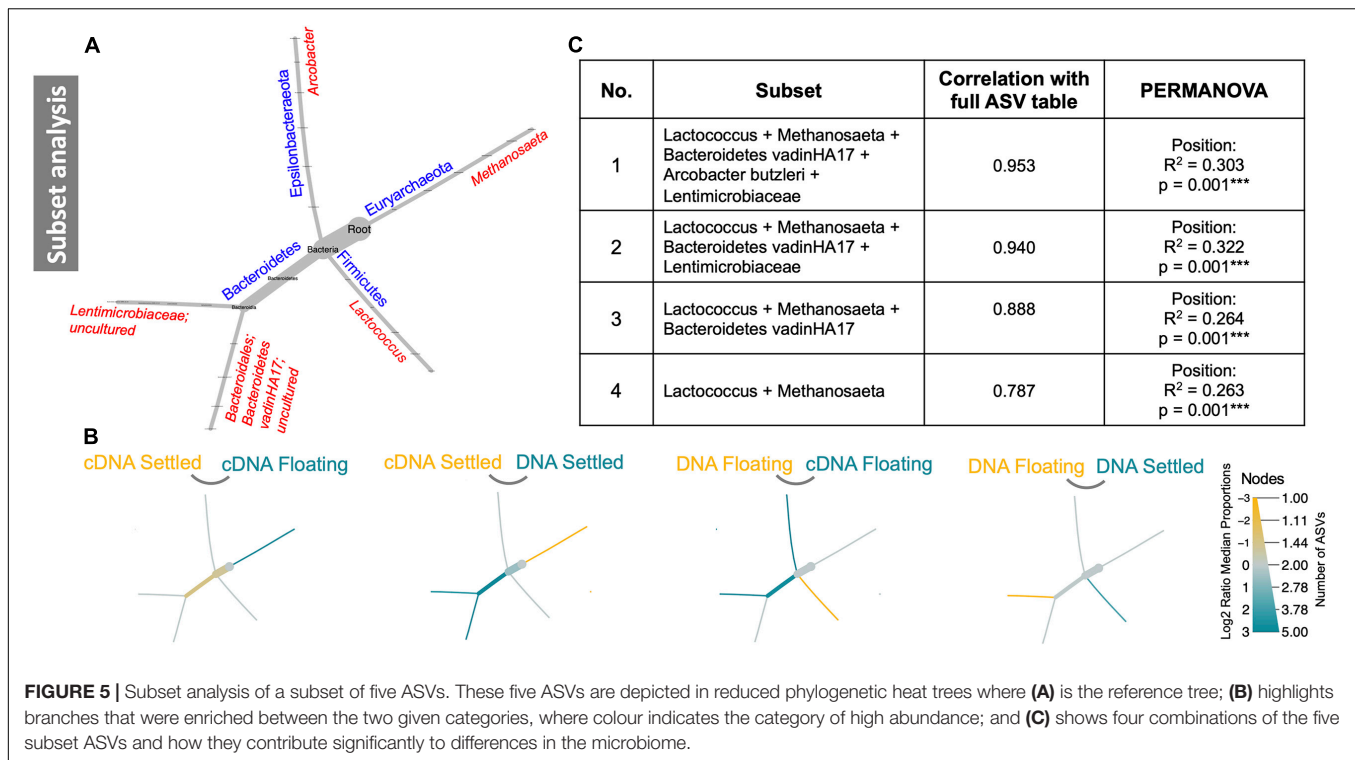 A
Subset analysis
Arcobacter
Epsilonbacteraeota
Methanosaeta
Euryarchaeota
Root
Bacteria
Bacteroidetes
Bacteroidetes
Bacteroidia
Firmicutes
Lactococcus
Lentimicrobiaceae;
uncultured
Bacteroidales;
Bacteroidetes
vadinHA17;
uncultured
C
No. Subset Correlation with full ASV table PERMANOVA
1
Lactococcus + Methanosaeta +
Bacteroidetes vadinHA17 +
Arcobacter butzleri +
Lentimicrobiaceae
0.953
Position:
R² = 0.303
p = 0.001***
2
Lactococcus + Methanosaeta +
Bacteroidetes vadinHA17 +
Lentimicrobiaceae
0.940
Position:
R² = 0.322
p = 0.001***
3
Lactococcus + Methanosaeta +
Bacteroidetes vadinHA17
0.888
Position:
R² = 0.264
p = 0.001***
4
Lactococcus + Methanosaeta
0.787
Position:
R² = 0.263
p = 0.001***
B
cDNA Settled cDNA Floating
cDNA Settled DNA Settled
DNA Floating cDNA Floating
DNA Floating DNA Settled
Nodes
Log2 Ratio Median Proportions
Number of ASVs
-3 1.00
-2 1.11
-1 1.44
0 2.00
1 2.78
2 3.78
3 5.00
FIGURE 5 | Subset analysis of a subset of five ASVs. These five ASVs are depicted in reduced phylogenetic heat trees where (A) is the reference tree; (B) highlights
branches that were enriched between the two given categories, where colour indicates the category of high abundance; and (C) shows four combinations of the five
subset ASVs and how they contribute significantly to differences in the microbiome.